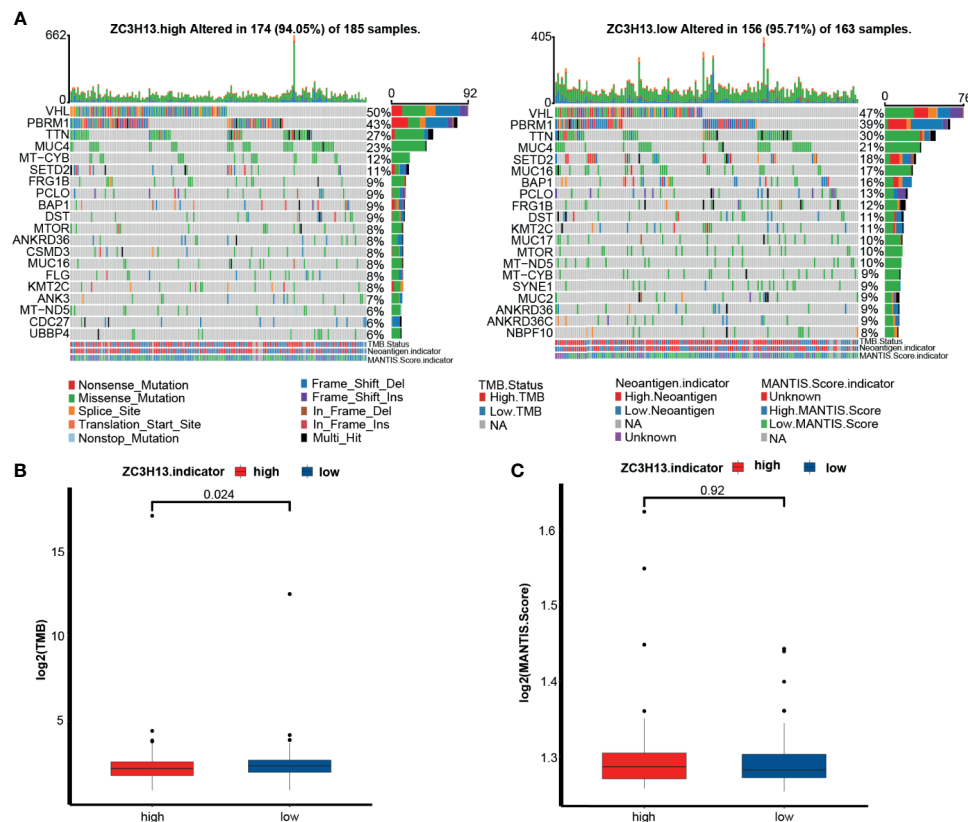 A
ZC3H13.high Altered in 174 (94.05%) of 185 samples.
662
0
0 92
VHL 50%
PBRM1 43%
TTN 27%
MUC4 23%
MT-CYB 12%
SETD2 11%
FRG1B 9%
PCLO 9%
BAP1 9%
DST 9%
MTOR 8%
ANKRD36 8%
CSMD3 8%
MUC16 8%
FLG 8%
KMT2C 8%
ANK3 7%
MT-ND5 6%
CDC27 6%
UBBP4 6%
TMB.Status
Neoantigen.indicator
MANTIS.Score.indicator
ZC3H13.low Altered in 156 (95.71%) of 163 samples.
405
0
0 76
VHL 47%
PBRM1 39%
TTN 30%
MUC4 21%
SETD2 18%
MUC16 17%
BAP1 16%
PCLO 13%
FRG1B 12%
DST 11%
KMT2C 11%
MUC17 10%
MTOR 10%
MT-ND5 10%
MT-CYB 9%
SYNE1 9%
MUC2 9%
ANKRD36 9%
ANKRD36C 9%
NBPF10 8%
TMB.Status
Neoantigen.indicator
MANTIS.Score.indicator
Nonsense_Mutation
Missense_Mutation
Splice_Site
Translation_Start_Site
Nonstop_Mutation
Frame_Shift_Del
Frame_Shift_Ins
In_Frame_Del
In_Frame_Ins
Multi_Hit
TMB.Status
High.TMB
Low.TMB
NA
Neoantigen.indicator
High.Neoantigen
Low.Neoantigen
NA
Unknown
MANTIS.Score.indicator
Unknown
High.MANTIS.Score
Low.MANTIS.Score
NA
B
ZC3H13.indicator high low
0.024
15
10
5
log2(TMB)
high low
C
ZC3H13.indicator high low
0.92
1.6
1.5
1.4
1.3
log2(MANTIS.Score)
high low